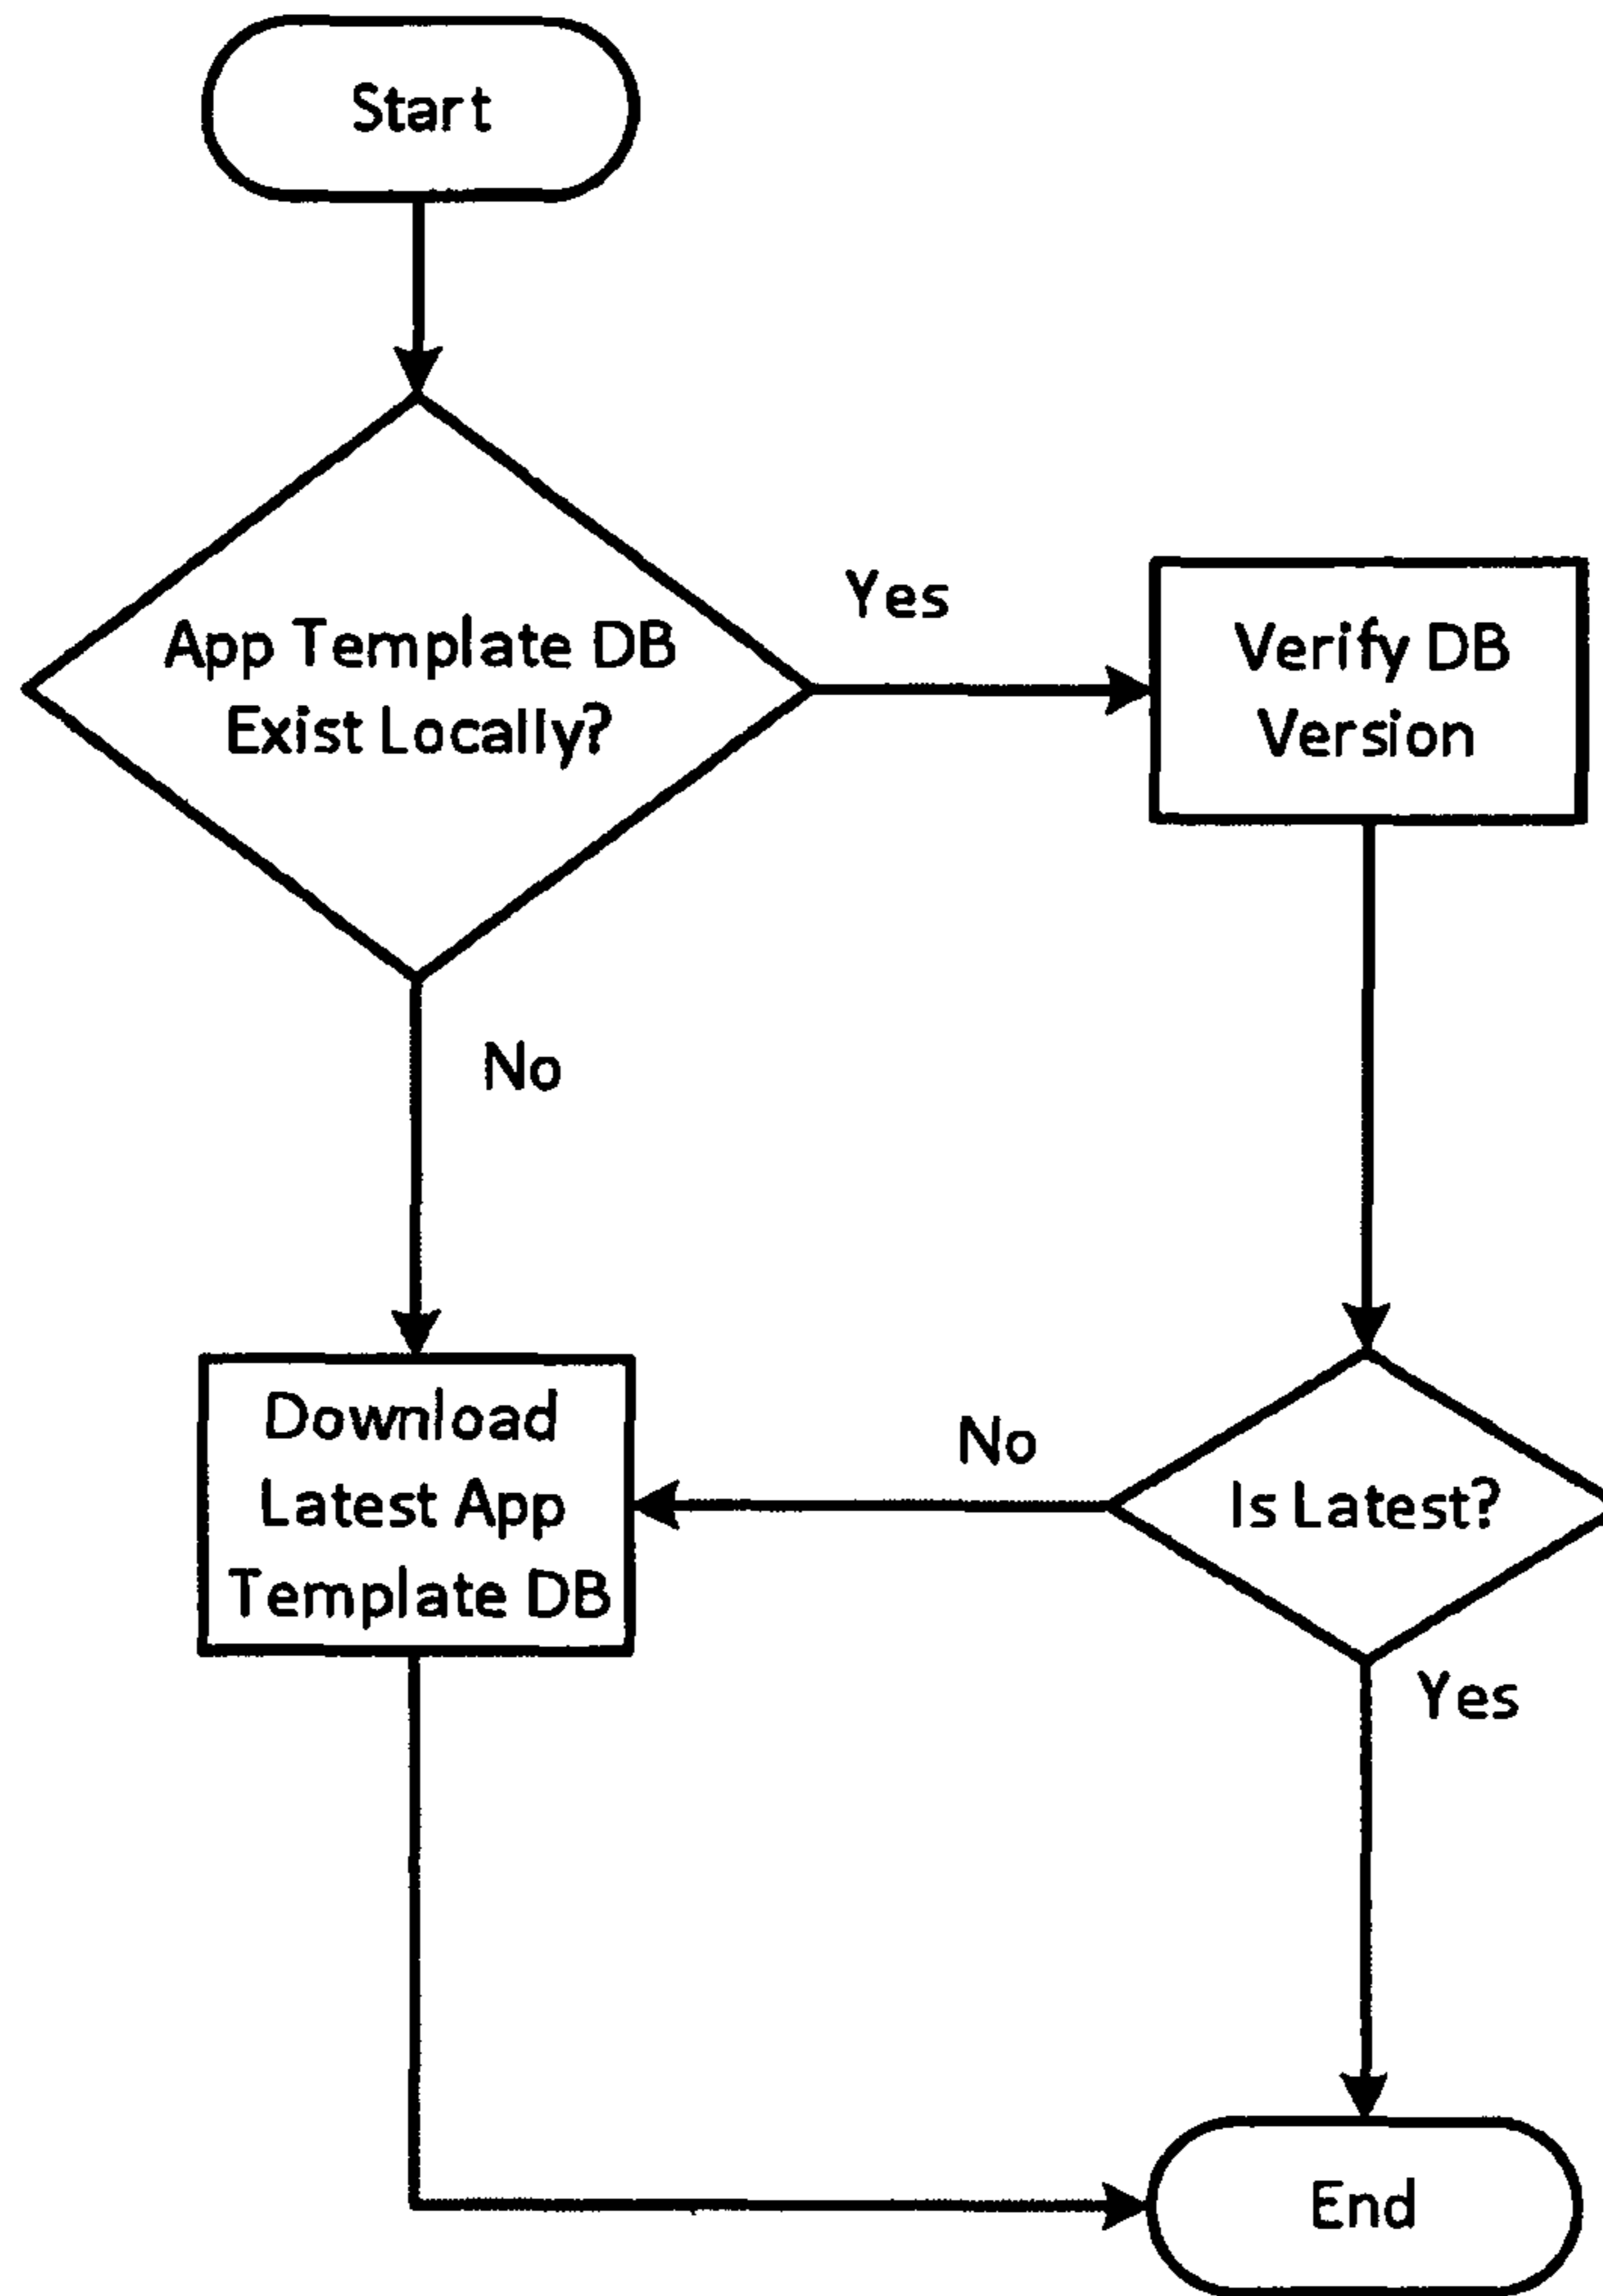 Start
App Template DB
Exist Locally?
Yes
Verify DB
Version
No
Download
Latest App
Template DB
No
Is Latest?
Yes
End